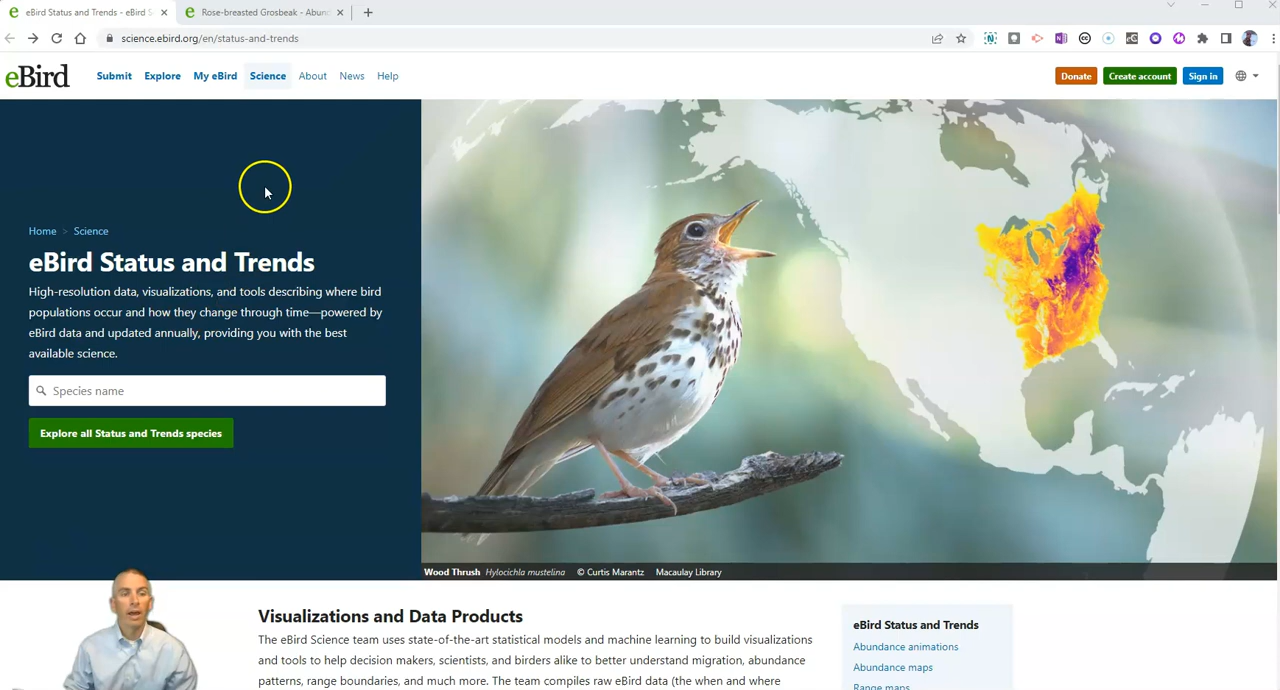 eBird Status and Trends - eBird S
Rose-breasted Grosbeak - Abun
science.ebird.org/en/status-and-trends
eBird
Submit
Explore
My eBird
Science
About
News
Help
Donate
Create account
Sign in
Home > Science
eBird Status and Trends
High-resolution data, visualizations, and tools describing where bird
populations occur and how they change through time—powered by
eBird data and updated annually, providing you with the best
available science.
Species name
Explore all Status and Trends species
Wood Thrush Hylocichla mustelina © Curtis Marantz Macaulay Library
Visualizations and Data Products
The eBird Science team uses state-of-the-art statistical models and machine learning to build visualizations
and tools to help decision makers, scientists, and birders alike to better understand migration, abundance
patterns, range boundaries, and much more. The team compiles raw eBird data (the when and where
eBird Status and Trends
Abundance animations
Abundance maps
Range maps